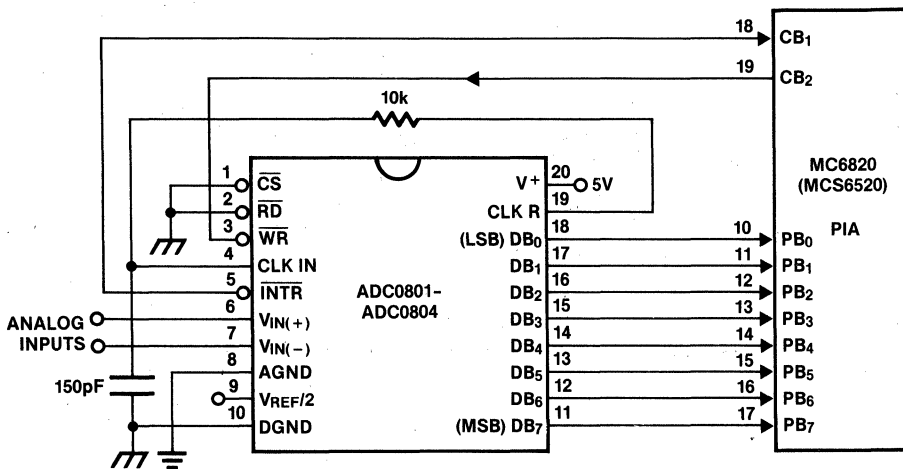 18 CB1
19 CB2
10k
MC6820
(MCS6520)
PIA
1 CS
2 RD
3 WR
4 CLK IN
5 INTR
6 VIN(+)
7 VIN(–)
8 AGND
9 VREF/2
10 DGND
ANALOG
INPUTS
150pF
ADC0801–
ADC0804
V+ 20 5V
CLK R 19
(LSB) DB0 18 10 PB0
DB1 17 11 PB1
DB2 16 12 PB2
DB3 15 13 PB3
DB4 14 14 PB4
DB5 13 15 PB5
DB6 12 16 PB6
(MSB) DB7 11 17 PB7